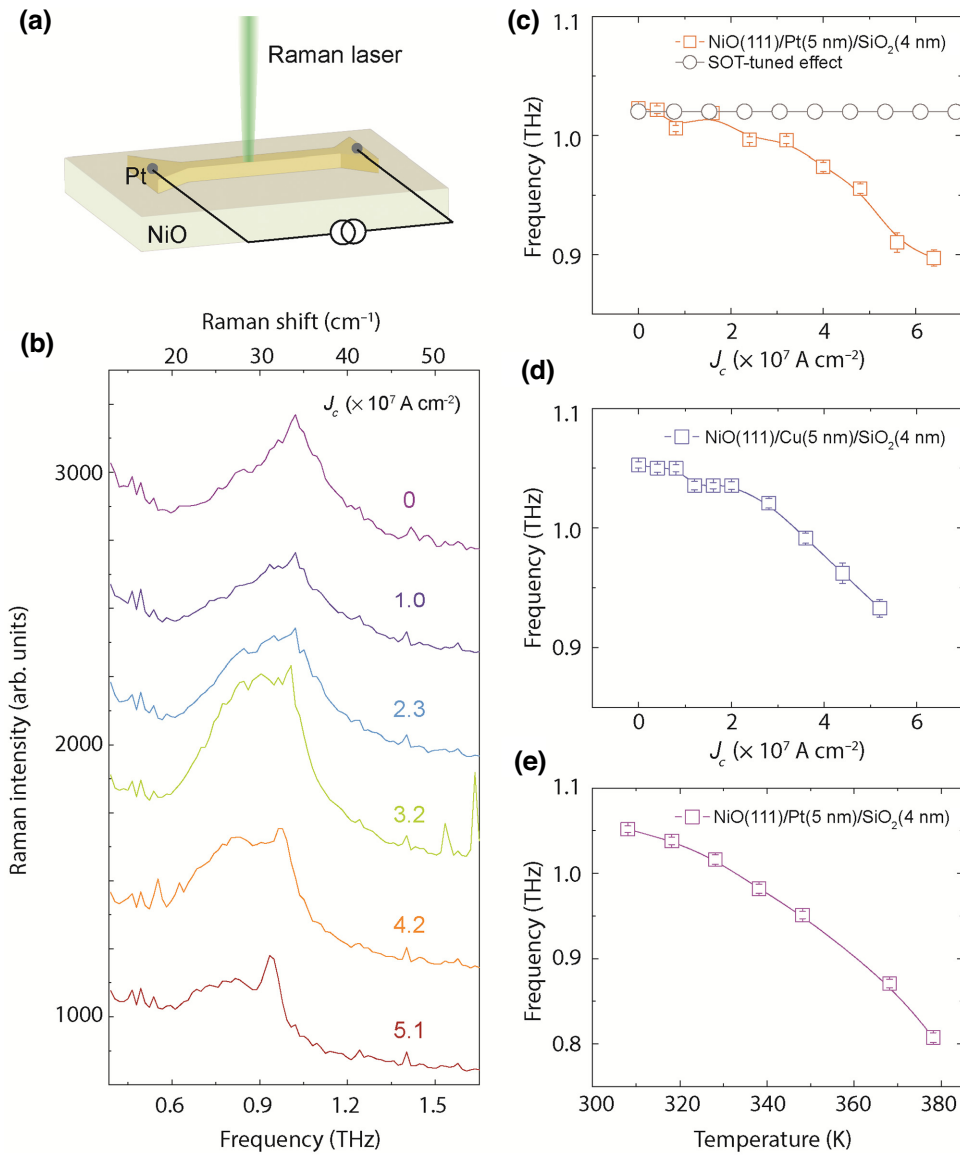 (a)
Raman laser
Pt
NiO
(b)
Raman shift (cm⁻¹)
20 30 40 50
J_c (× 10⁷ A cm⁻²)
3000
2000
1000
0
1.0
2.3
3.2
4.2
5.1
Raman intensity (arb. units)
0.6 0.9 1.2 1.5
Frequency (THz)
(c)
NiO(111)/Pt(5 nm)/SiO₂(4 nm)
SOT-tuned effect
1.1
1.0
0.9
Frequency (THz)
0 2 4 6
J_c (× 10⁷ A cm⁻²)
(d)
NiO(111)/Cu(5 nm)/SiO₂(4 nm)
1.1
1.0
0.9
Frequency (THz)
0 2 4 6
J_c (× 10⁷ A cm⁻²)
(e)
NiO(111)/Pt(5 nm)/SiO₂(4 nm)
1.1
1.0
0.9
0.8
Frequency (THz)
300 320 340 360 380
Temperature (K)